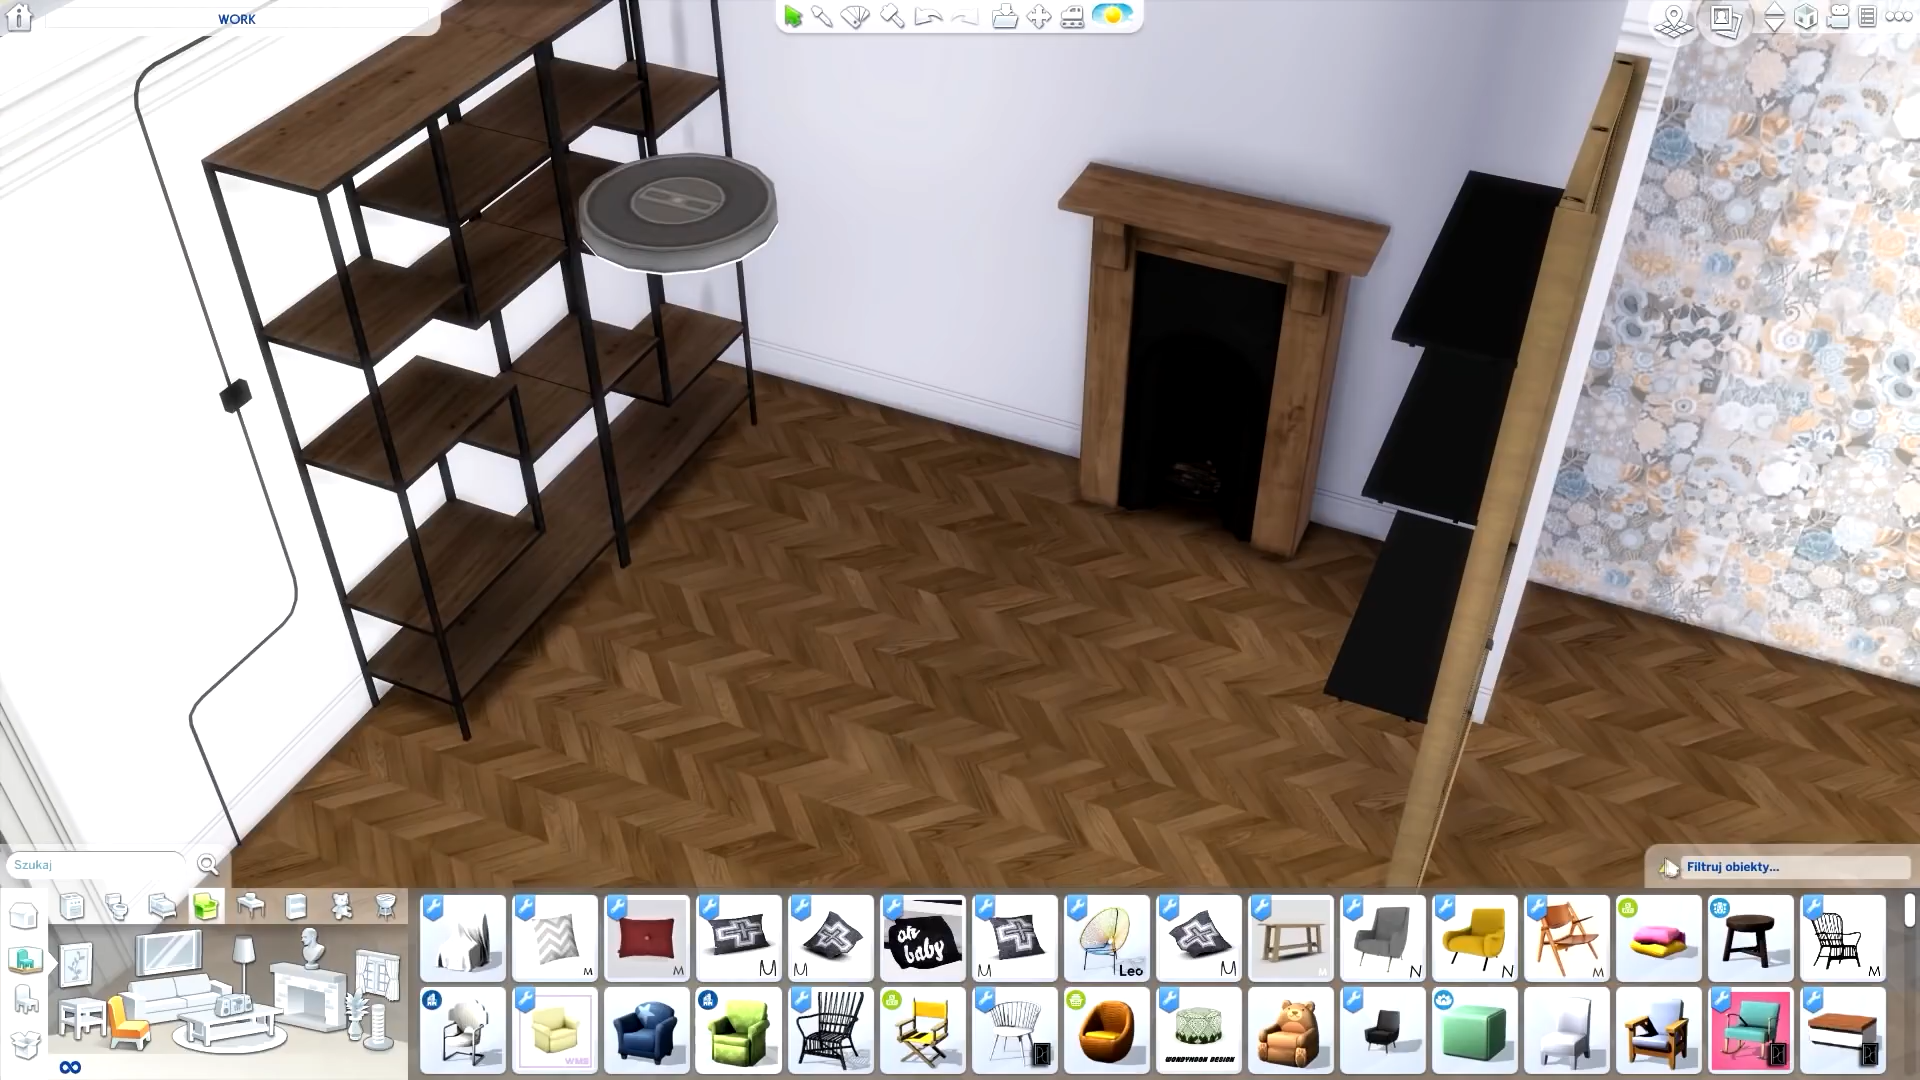 WORK
Szukaj
Filtruj obiekty...
M
M
M
M
oh
baby
M
Leo
M
M
N
N
M
M
WMS
WONDYMOON DESIGN